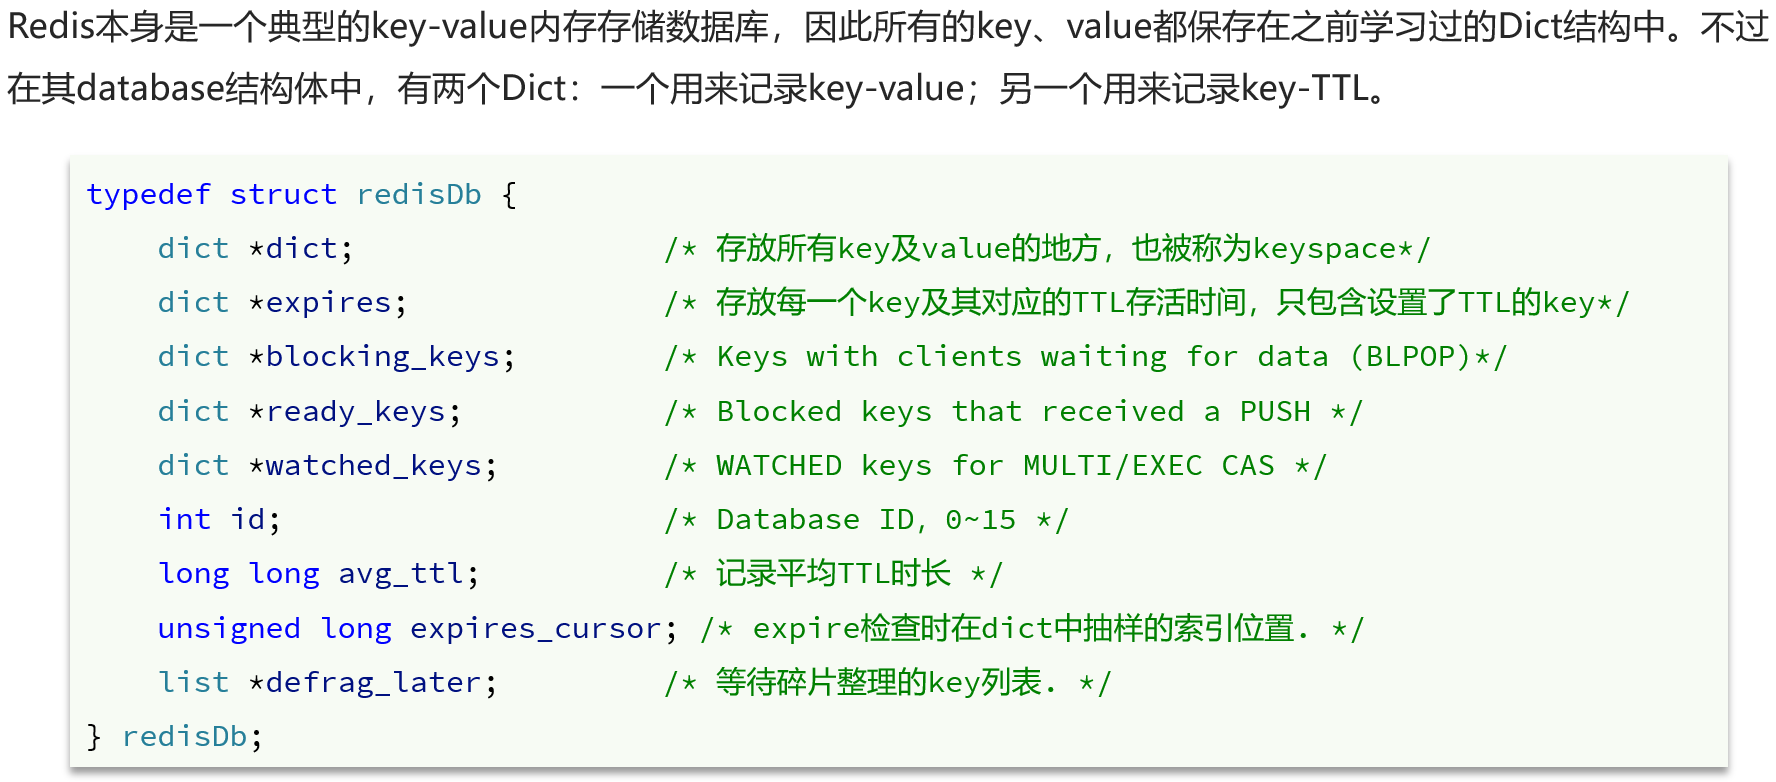 Redis本身是一个典型的key-value内存存储数据库，因此所有的key、value都保存在之前学习过的Dict结构中。不过
在其database结构体中，有两个Dict：一个用来记录key-value；另一个用来记录key-TTL。
typedef struct redisDb {
    dict *dict;                 /* 存放所有key及value的地方，也被称为keyspace*/
    dict *expires;              /* 存放每一个key及其对应的TTL存活时间，只包含设置了TTL的key*/
    dict *blocking_keys;        /* Keys with clients waiting for data (BLPOP)*/
    dict *ready_keys;           /* Blocked keys that received a PUSH */
    dict *watched_keys;         /* WATCHED keys for MULTI/EXEC CAS */
    int id;                     /* Database ID，0~15 */
    long long avg_ttl;          /* 记录平均TTL时长 */
    unsigned long expires_cursor; /* expire检查时在dict中抽样的索引位置. */
    list *defrag_later;         /* 等待碎片整理的key列表. */
} redisDb;